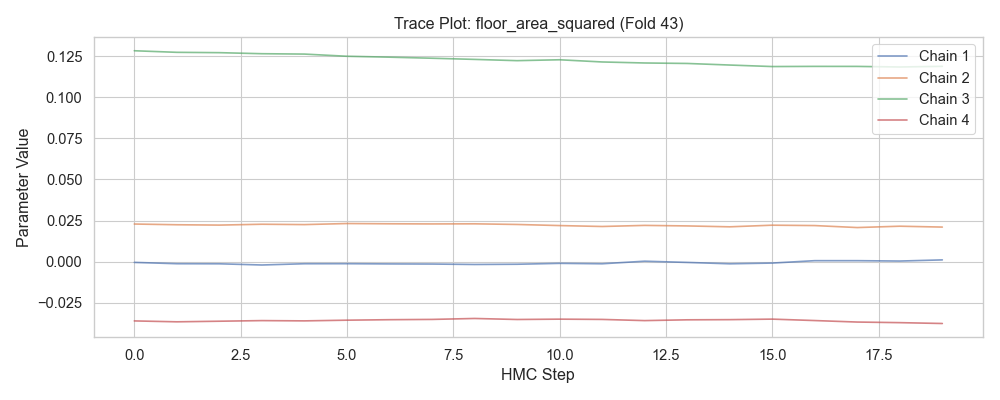 Trace Plot: floor_area_squared (Fold 43)
Parameter Value
0.125
0.100
0.075
0.050
0.025
0.000
−0.025
Chain 1
Chain 2
Chain 3
Chain 4
0.0 2.5 5.0 7.5 10.0 12.5 15.0 17.5
HMC Step